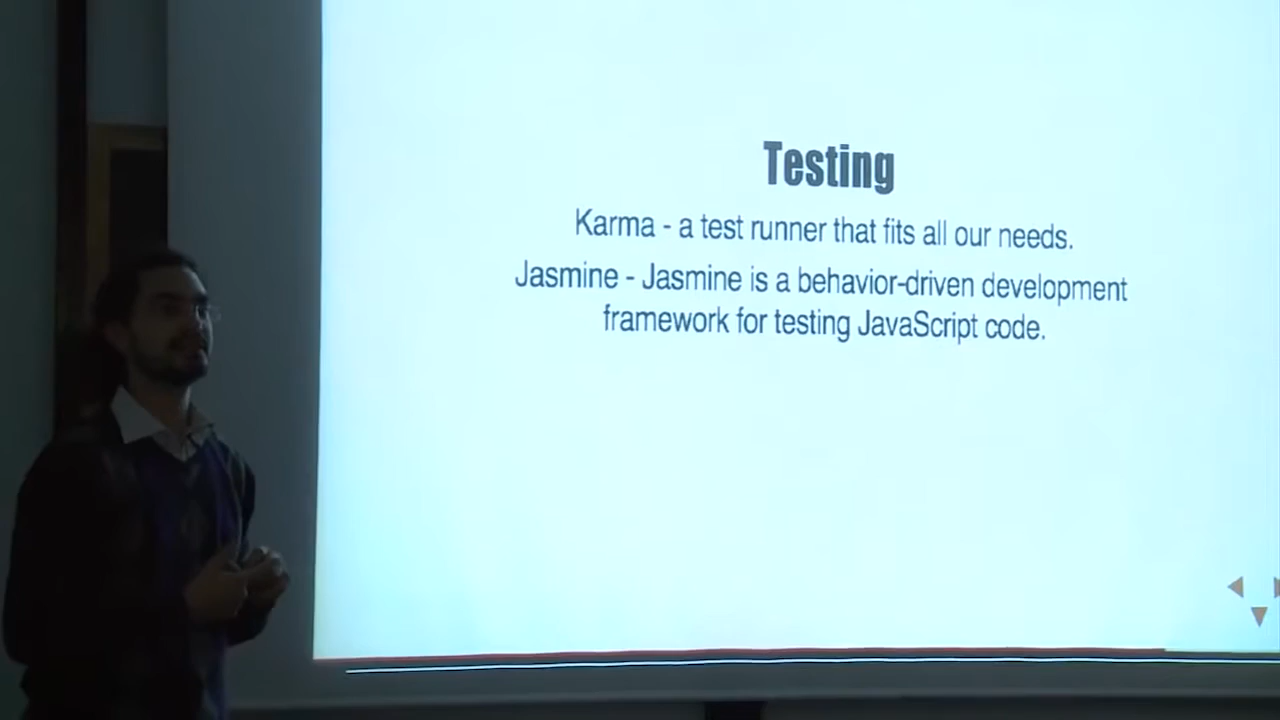 Testing
Karma - a test runner that fits all our needs.
Jasmine - Jasmine is a behavior-driven development
framework for testing JavaScript code.